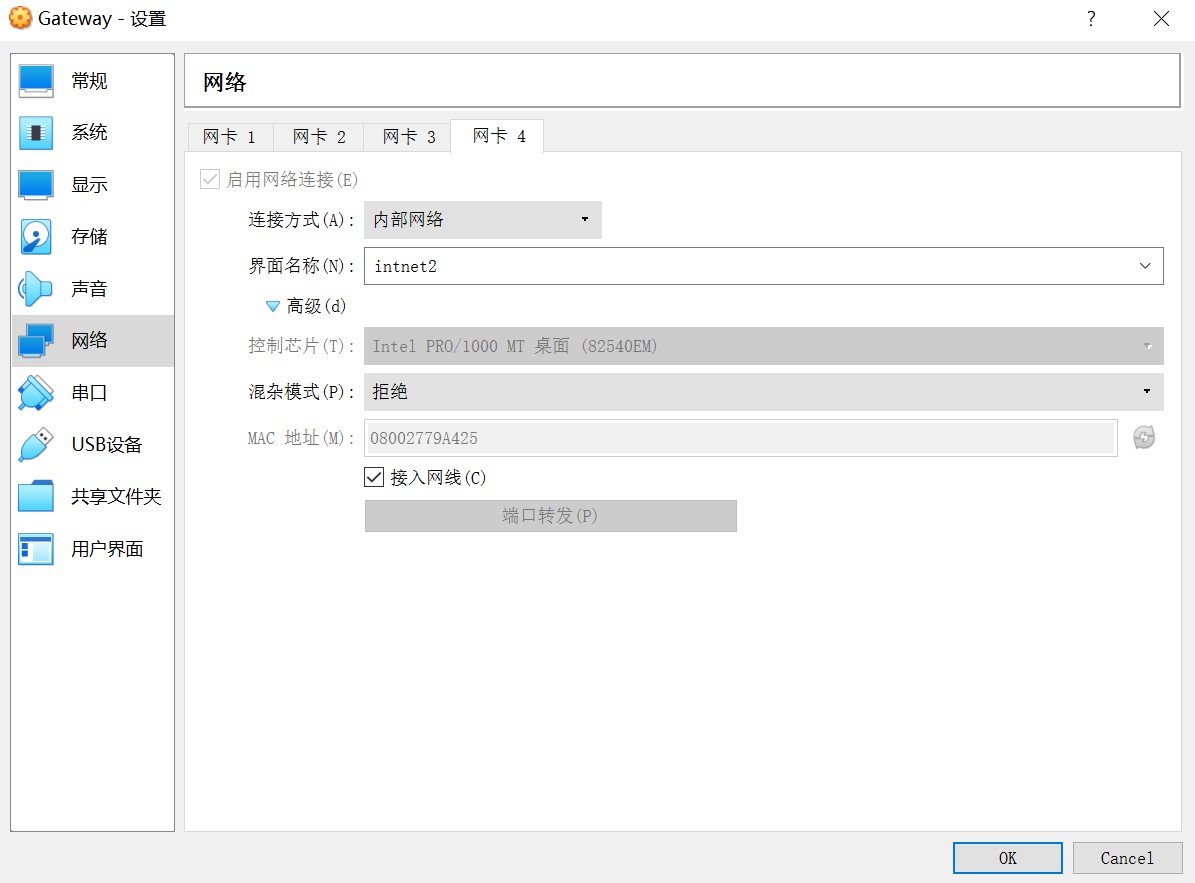 Gateway - 设置
?
常规
系统
显示
存储
声音
网络
串口
USB设备
共享文件夹
用户界面
网络
网卡 1 网卡 2 网卡 3 网卡 4
启用网络连接(E)
连接方式(A): 内部网络
界面名称(N): intnet2
高级(d)
控制芯片(T): Intel PRO/1000 MT 桌面 (82540EM)
混杂模式(P): 拒绝
MAC 地址(M): 08002779A425
接入网线(C)
端口转发(P)
OK Cancel